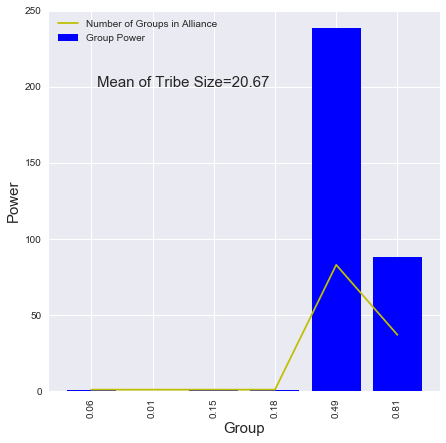 Number of Groups in Alliance
Group Power
Mean of Tribe Size=20.67
250
200
150
100
50
0
Power
0.06
0.01
0.15
0.18
0.49
0.81
Group